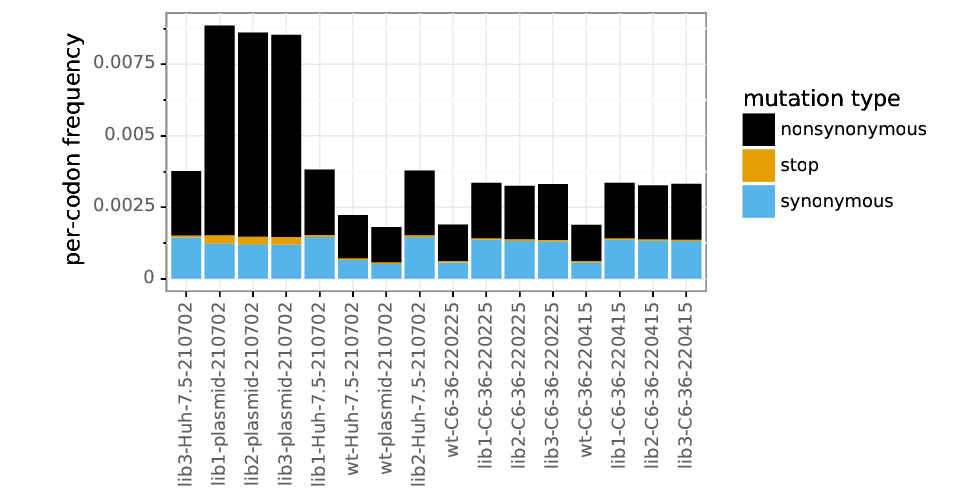 per-codon frequency
0.0075
0.005
0.0025
0
lib3-Huh-7.5-210702
lib1-plasmid-210702
lib2-plasmid-210702
lib3-plasmid-210702
lib1-Huh-7.5-210702
wt-Huh-7.5-210702
wt-plasmid-210702
lib2-Huh-7.5-210702
wt-C6-36-220225
lib1-C6-36-220225
lib2-C6-36-220225
lib3-C6-36-220225
wt-C6-36-220415
lib1-C6-36-220415
lib2-C6-36-220415
lib3-C6-36-220415
mutation type
nonsynonymous
stop
synonymous